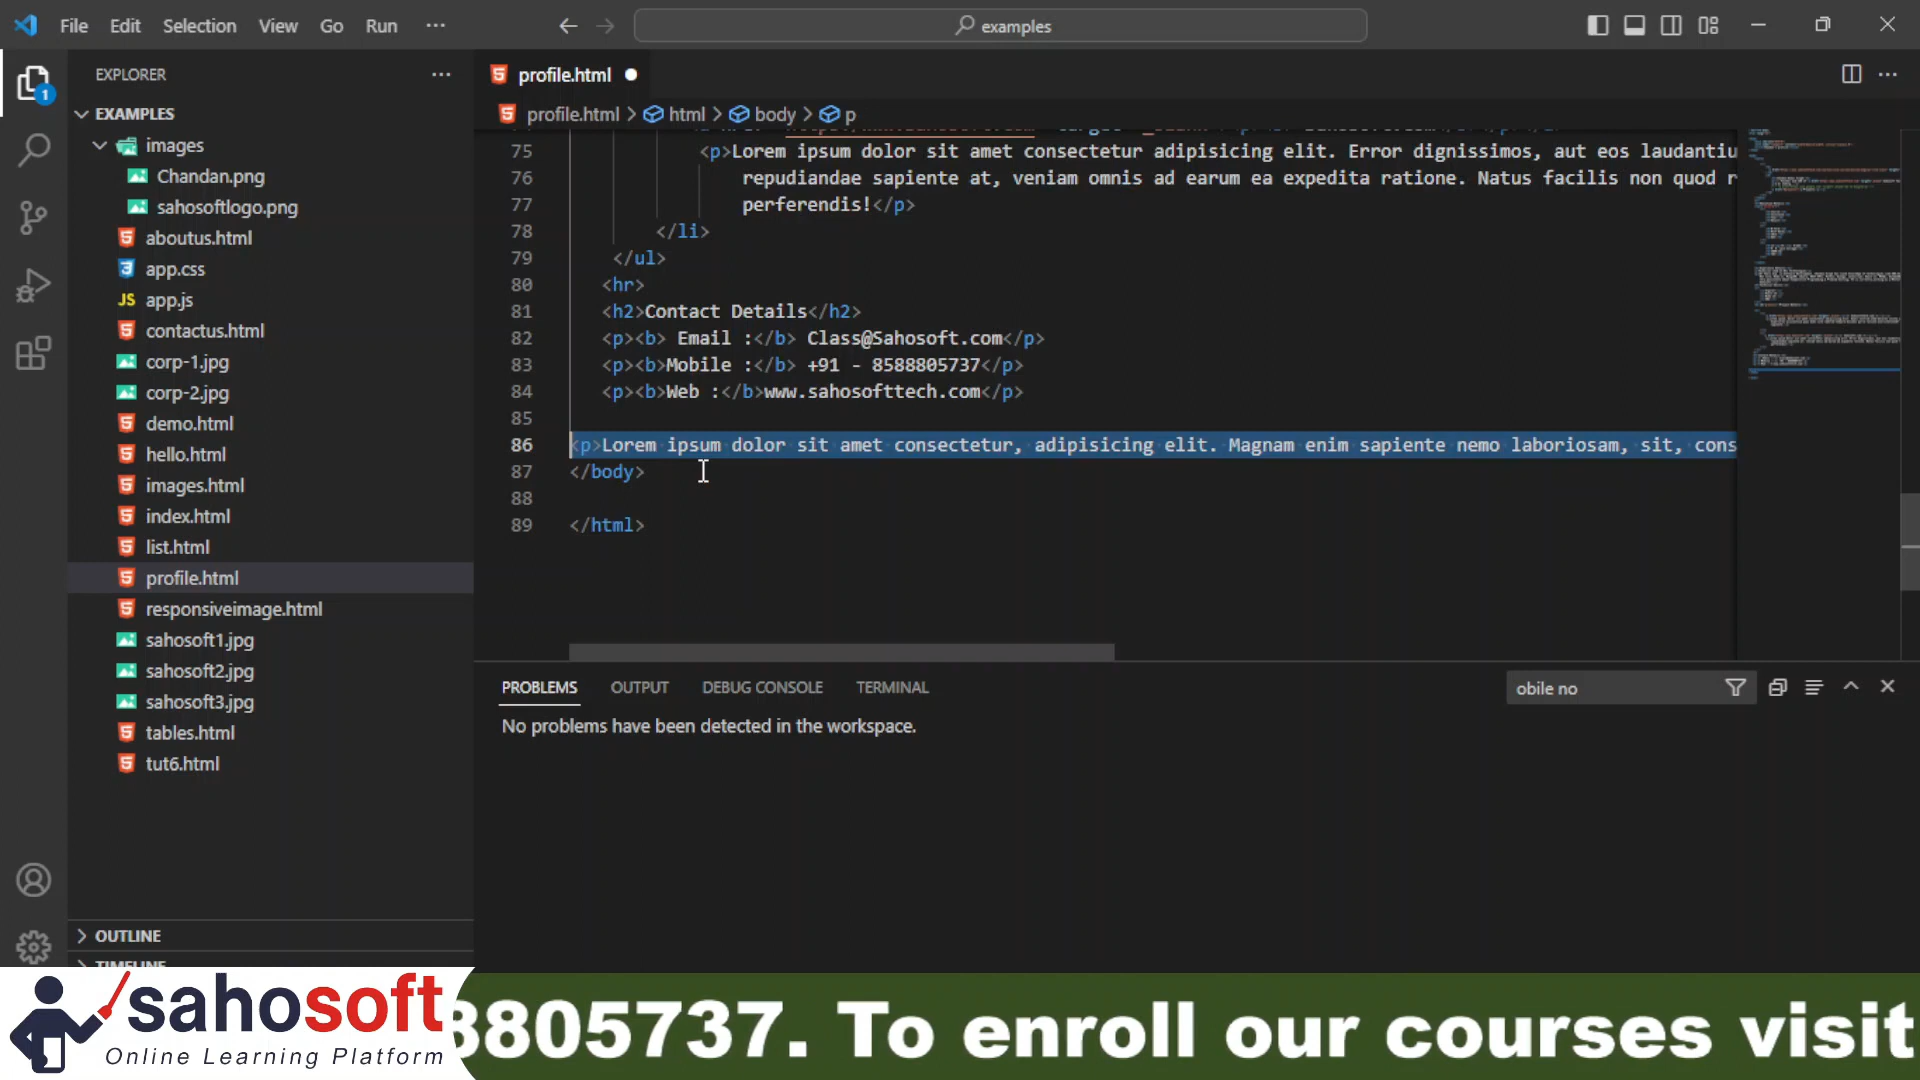 File Edit Selection View Go Run ···
examples
EXPLORER
EXAMPLES
images
Chandan.png
sahosoftlogo.png
aboutus.html
app.css
JS app.js
contactus.html
corp-1.jpg
corp-2.jpg
demo.html
hello.html
images.html
index.html
list.html
profile.html
responsiveimage.html
sahosoft1.jpg
sahosoft2.jpg
sahosoft3.jpg
tables.html
tut6.html
OUTLINE
TIMELINE
1
profile.html
profile.html > html > body > p
75 <p>Lorem ipsum dolor sit amet consectetur adipisicing elit. Error dignissimos, aut eos laudantiu
76 repudiandae sapiente at, veniam omnis ad earum ea expedita ratione. Natus facilis non quod r
77 perferendis!</p>
78 </li>
79 </ul>
80 <hr>
81 <h2>Contact Details</h2>
82 <p><b> Email :</b> Class@Sahosoft.com</p>
83 <p><b>Mobile :</b> +91 - 8588805737</p>
84 <p><b>Web :</b>www.sahosofttech.com</p>
85
86 <p>Lorem ipsum dolor sit amet consectetur, adipisicing elit. Magnam enim sapiente nemo laboriosam, sit, cons
87 </body>
88
89 </html>
PROBLEMS OUTPUT DEBUG CONSOLE TERMINAL
obile no
No problems have been detected in the workspace.
sahosoft
Online Learning Platform
8805737. To enroll our courses visit